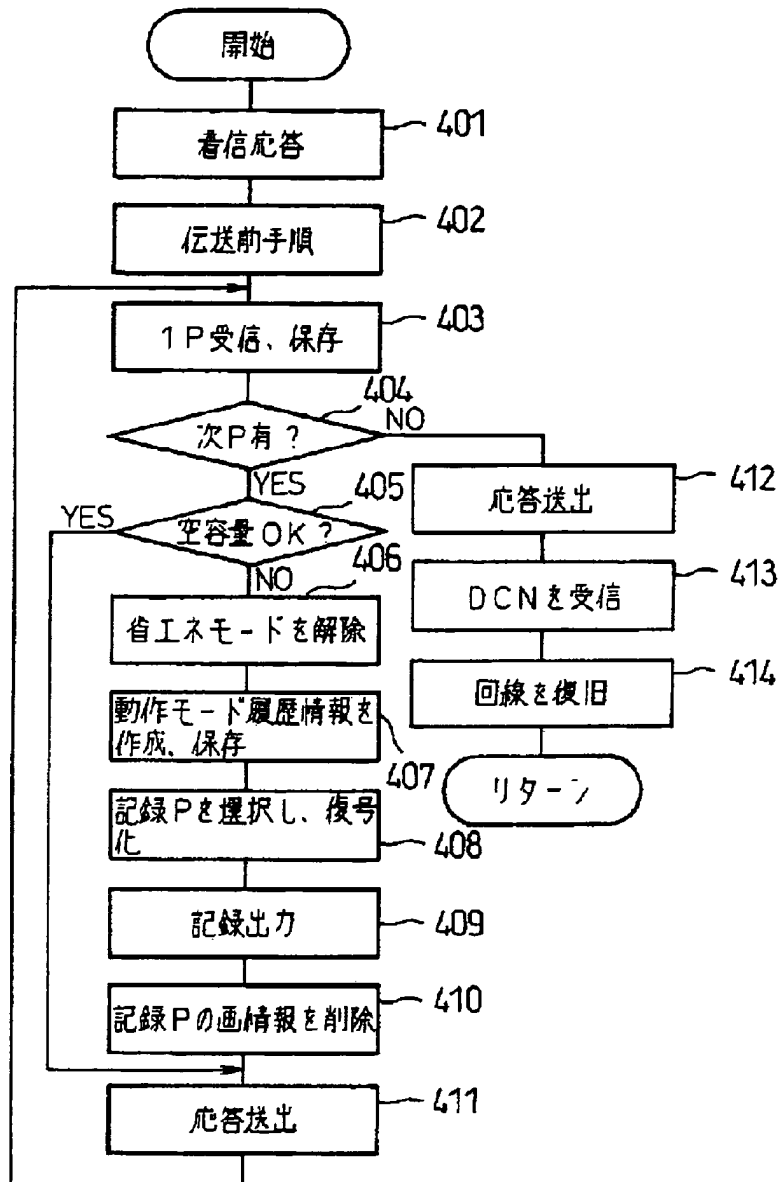 開始
着信応答
401
伝送前手順
402
1P受信、保存
403
次P有?
404
NO
YES
空容量OK?
405
YES
NO
省エネモードを解除
406
動作モード履歴情報を
作成、保存
407
記録Pを選択し、復号
化
408
記録出力
409
記録Pの画情報を削除
410
応答送出
411
応答送出
412
DCNを受信
413
回線を復旧
414
リターン